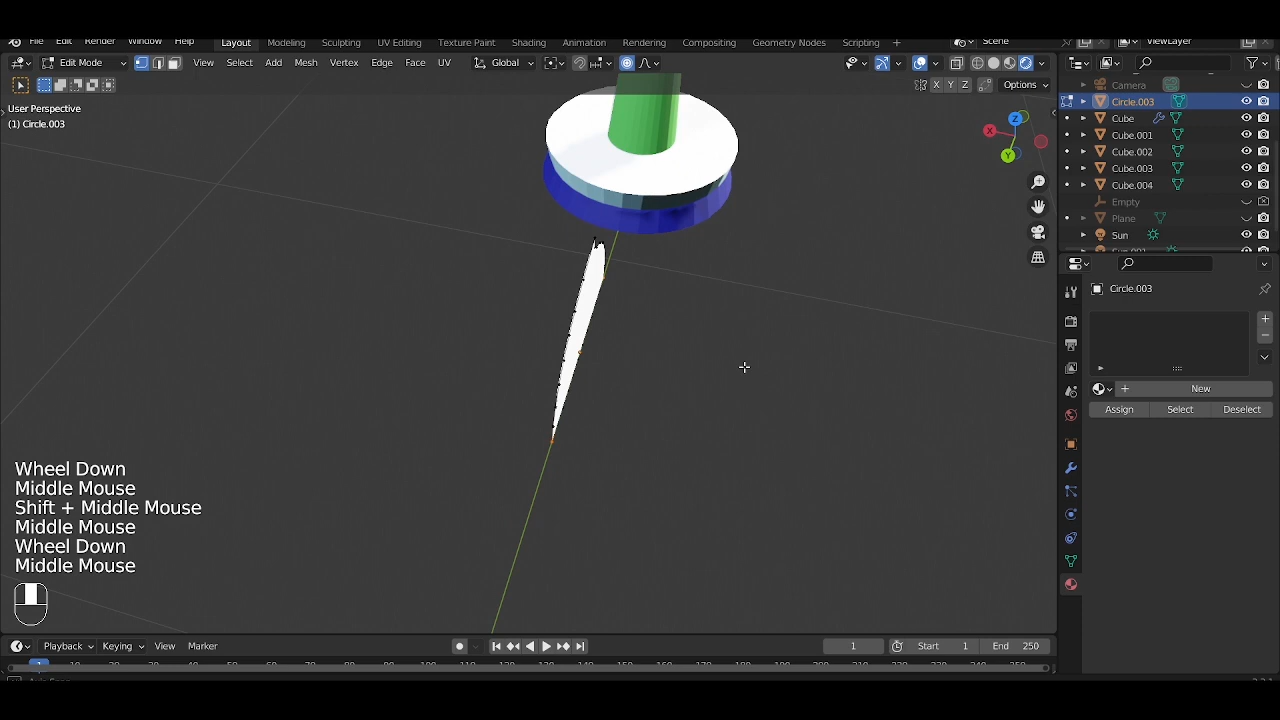 File Edit Render Window Help Layout Modeling Sculpting UV Editing Texture Paint Shading Animation Rendering Compositing Geometry Nodes Scripting + Scene ViewLayer
Edit Mode View Select Add Mesh Vertex Edge Face UV Global
X Y Z Options
User Perspective
(1) Circle.003
Z
X
Y
Camera
Circle.003
Cube
Cube.001
Cube.002
Cube.003
Cube.004
Empty
Plane
Sun
Circle.003
New
Assign Select Deselect
Wheel Down
Middle Mouse
Shift + Middle Mouse
Middle Mouse
Wheel Down
Middle Mouse
Playback Keying View Marker 1 Start 1 End 250